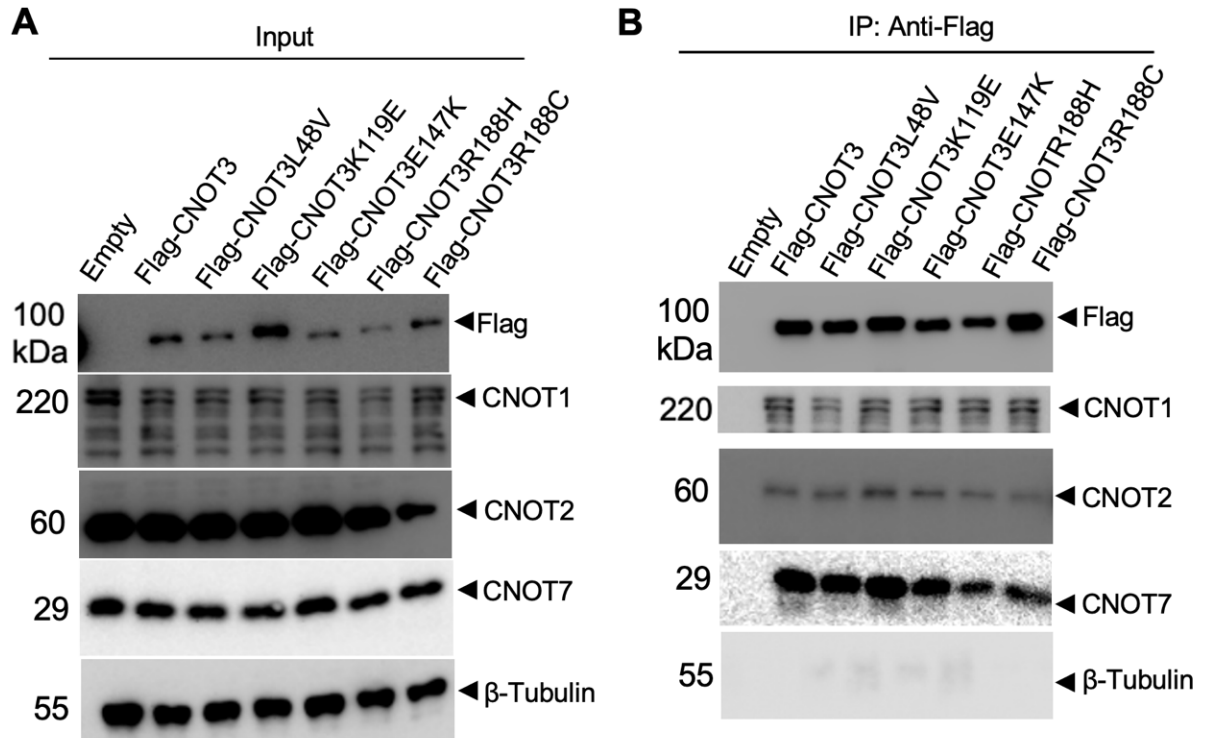 A
Input
Empty
Flag-CNOT3
Flag-CNOT3L48V
Flag-CNOT3K119E
Flag-CNOT3E147K
Flag-CNOT3R188H
Flag-CNOT3R188C
100
kDa
Flag
220
CNOT1
60
CNOT2
29
CNOT7
55
β-Tubulin
B
IP: Anti-Flag
Empty
Flag-CNOT3
Flag-CNOT3L48V
Flag-CNOT3K119E
Flag-CNOT3E147K
Flag-CNOTR188H
Flag-CNOT3R188C
100
kDa
Flag
220
CNOT1
60
CNOT2
29
CNOT7
55
β-Tubulin